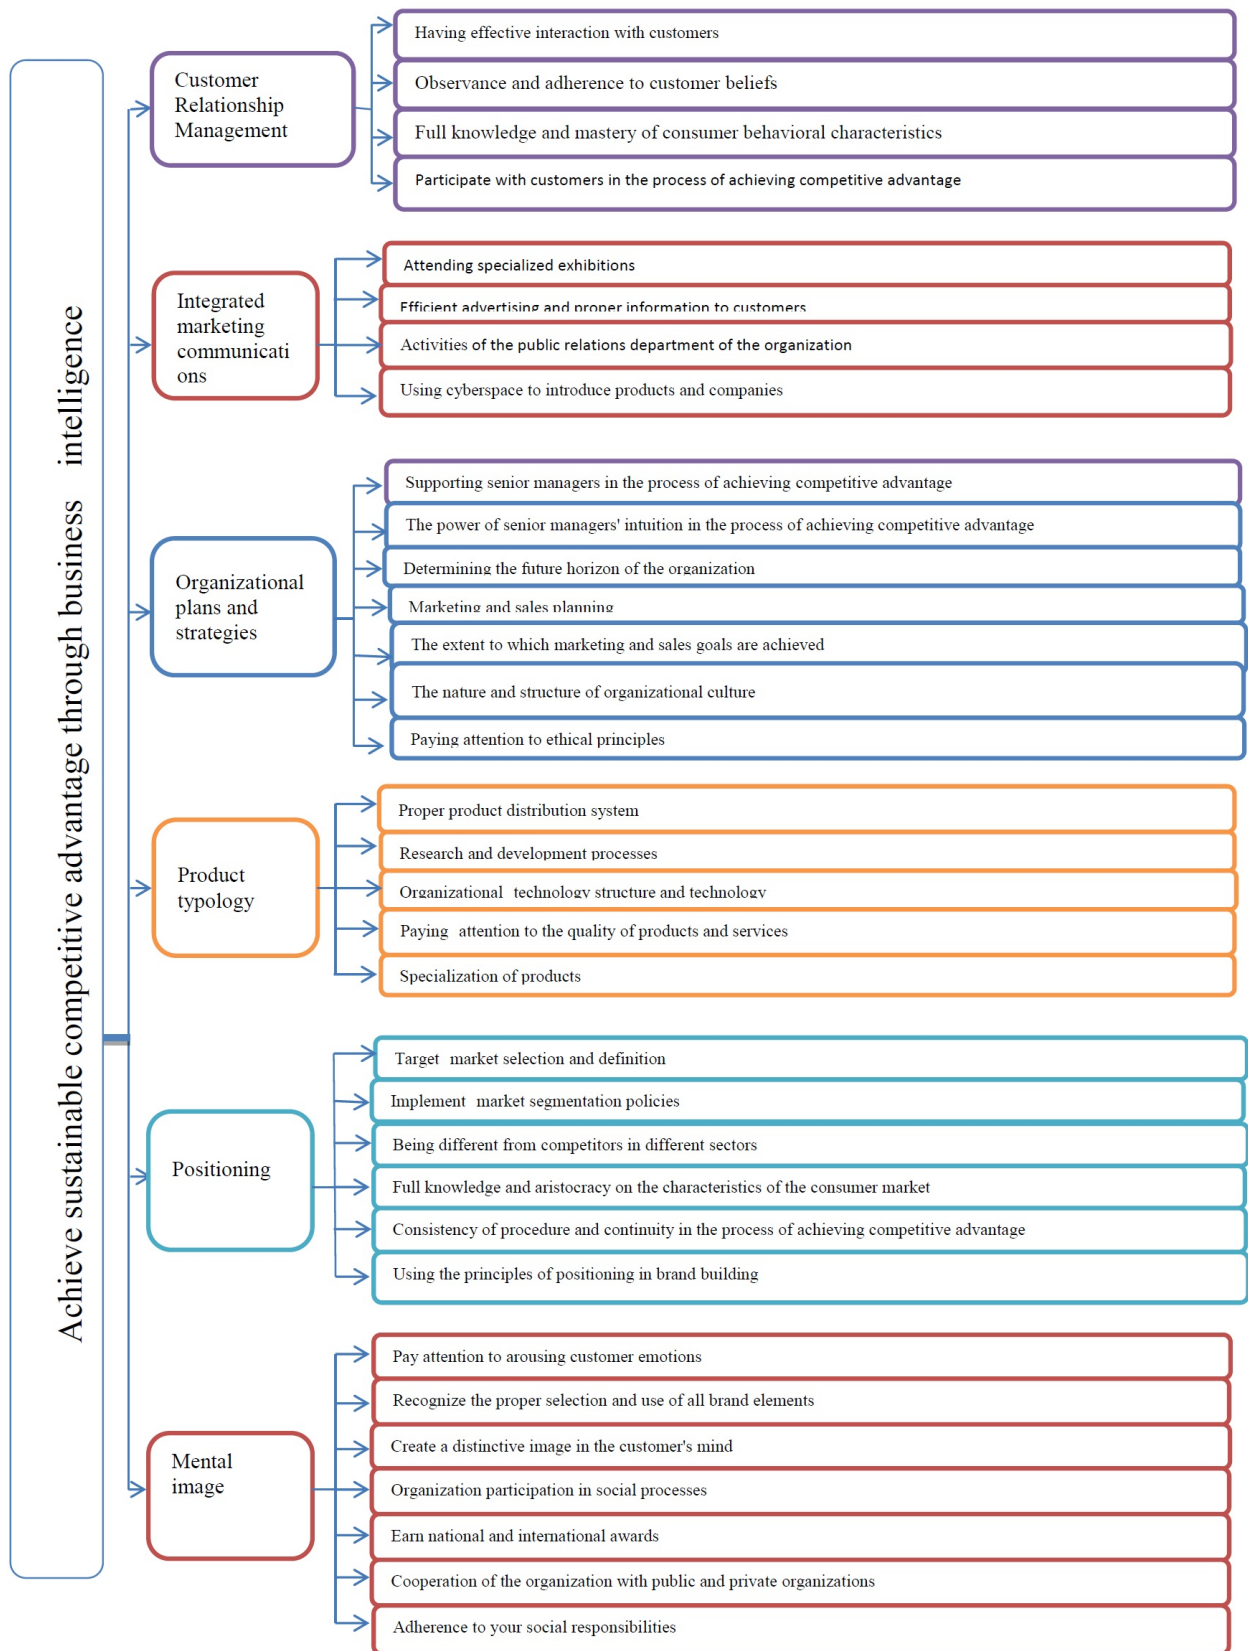 Achieve sustainable competitive advantage through business intelligence
Customer
Relationship
Management
Having effective interaction with customers
Observance and adherence to customer beliefs
Full knowledge and mastery of consumer behavioral characteristics
Participate with customers in the process of achieving competitive advantage
Integrated
marketing
communicati
ons
Attending specialized exhibitions
Efficient advertising and proper information to customers
Activities of the public relations department of the organization
Using cyberspace to introduce products and companies
Organizational
plans and
strategies
Supporting senior managers in the process of achieving competitive advantage
The power of senior managers' intuition in the process of achieving competitive advantage
Determining the future horizon of the organization
Marketing and sales planning
The extent to which marketing and sales goals are achieved
The nature and structure of organizational culture
Paying attention to ethical principles
Product
typology
Proper product distribution system
Research and development processes
Organizational technology structure and technology
Paying attention to the quality of products and services
Specialization of products
Positioning
Target market selection and definition
Implement market segmentation policies
Being different from competitors in different sectors
Full knowledge and aristocracy on the characteristics of the consumer market
Consistency of procedure and continuity in the process of achieving competitive advantage
Using the principles of positioning in brand building
Mental
image
Pay attention to arousing customer emotions
Recognize the proper selection and use of all brand elements
Create a distinctive image in the customer's mind
Organization participation in social processes
Earn national and international awards
Cooperation of the organization with public and private organizations
Adherence to your social responsibilities